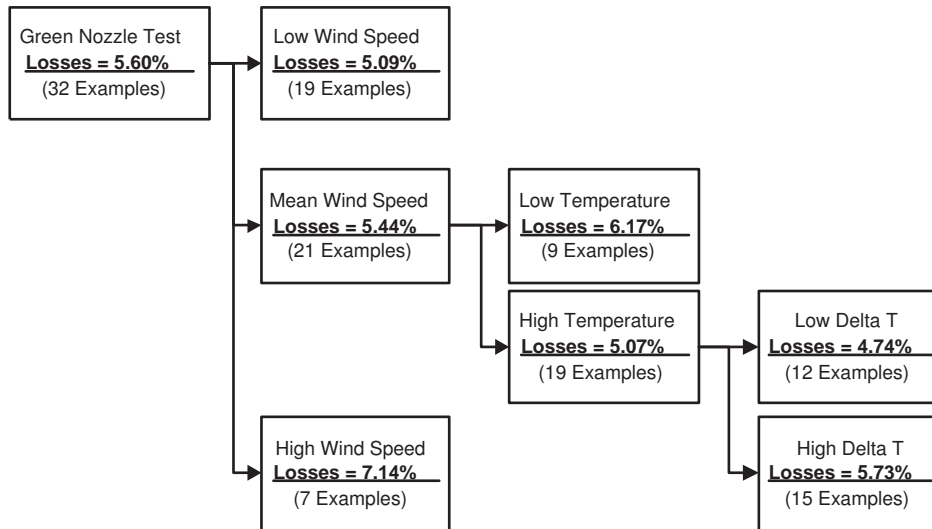 Green Nozzle Test
Losses = 5.60%
(32 Examples)
Low Wind Speed
Losses = 5.09%
(19 Examples)
Mean Wind Speed
Losses = 5.44%
(21 Examples)
Low Temperature
Losses = 6.17%
(9 Examples)
High Temperature
Losses = 5.07%
(19 Examples)
Low Delta T
Losses = 4.74%
(12 Examples)
High Wind Speed
Losses = 7.14%
(7 Examples)
High Delta T
Losses = 5.73%
(15 Examples)